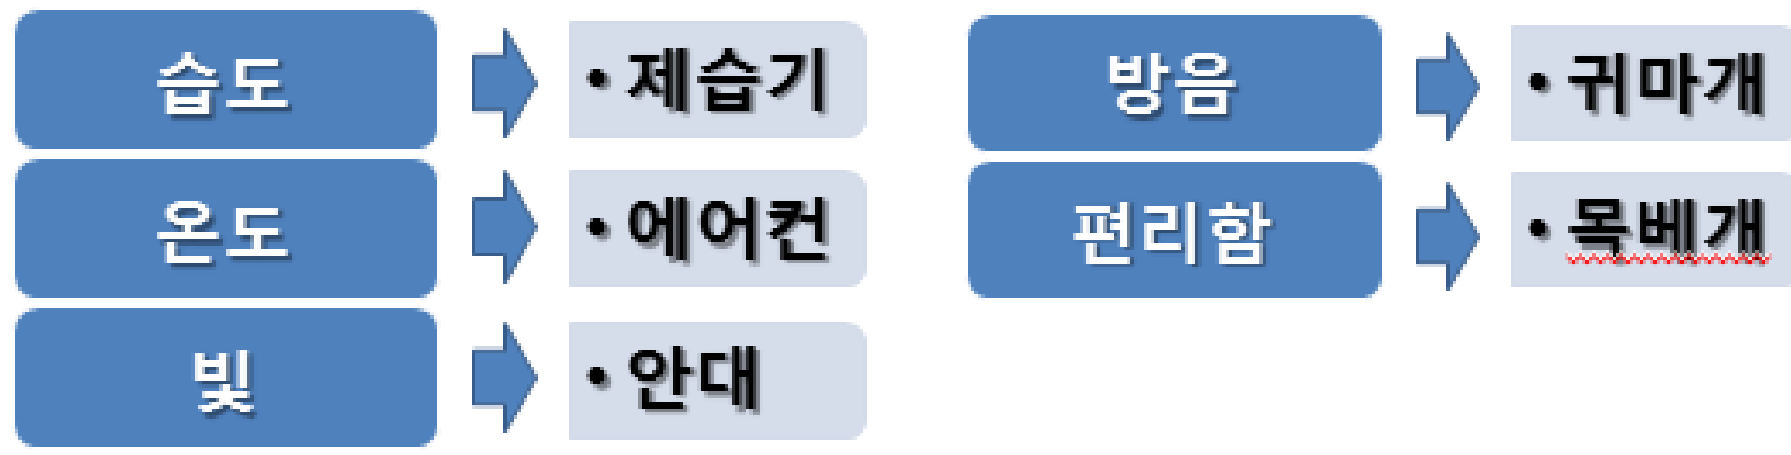 습도
• 제습기
온도
• 에어컨
빛
• 안대
방음
• 귀마개
편리함
• 목베개